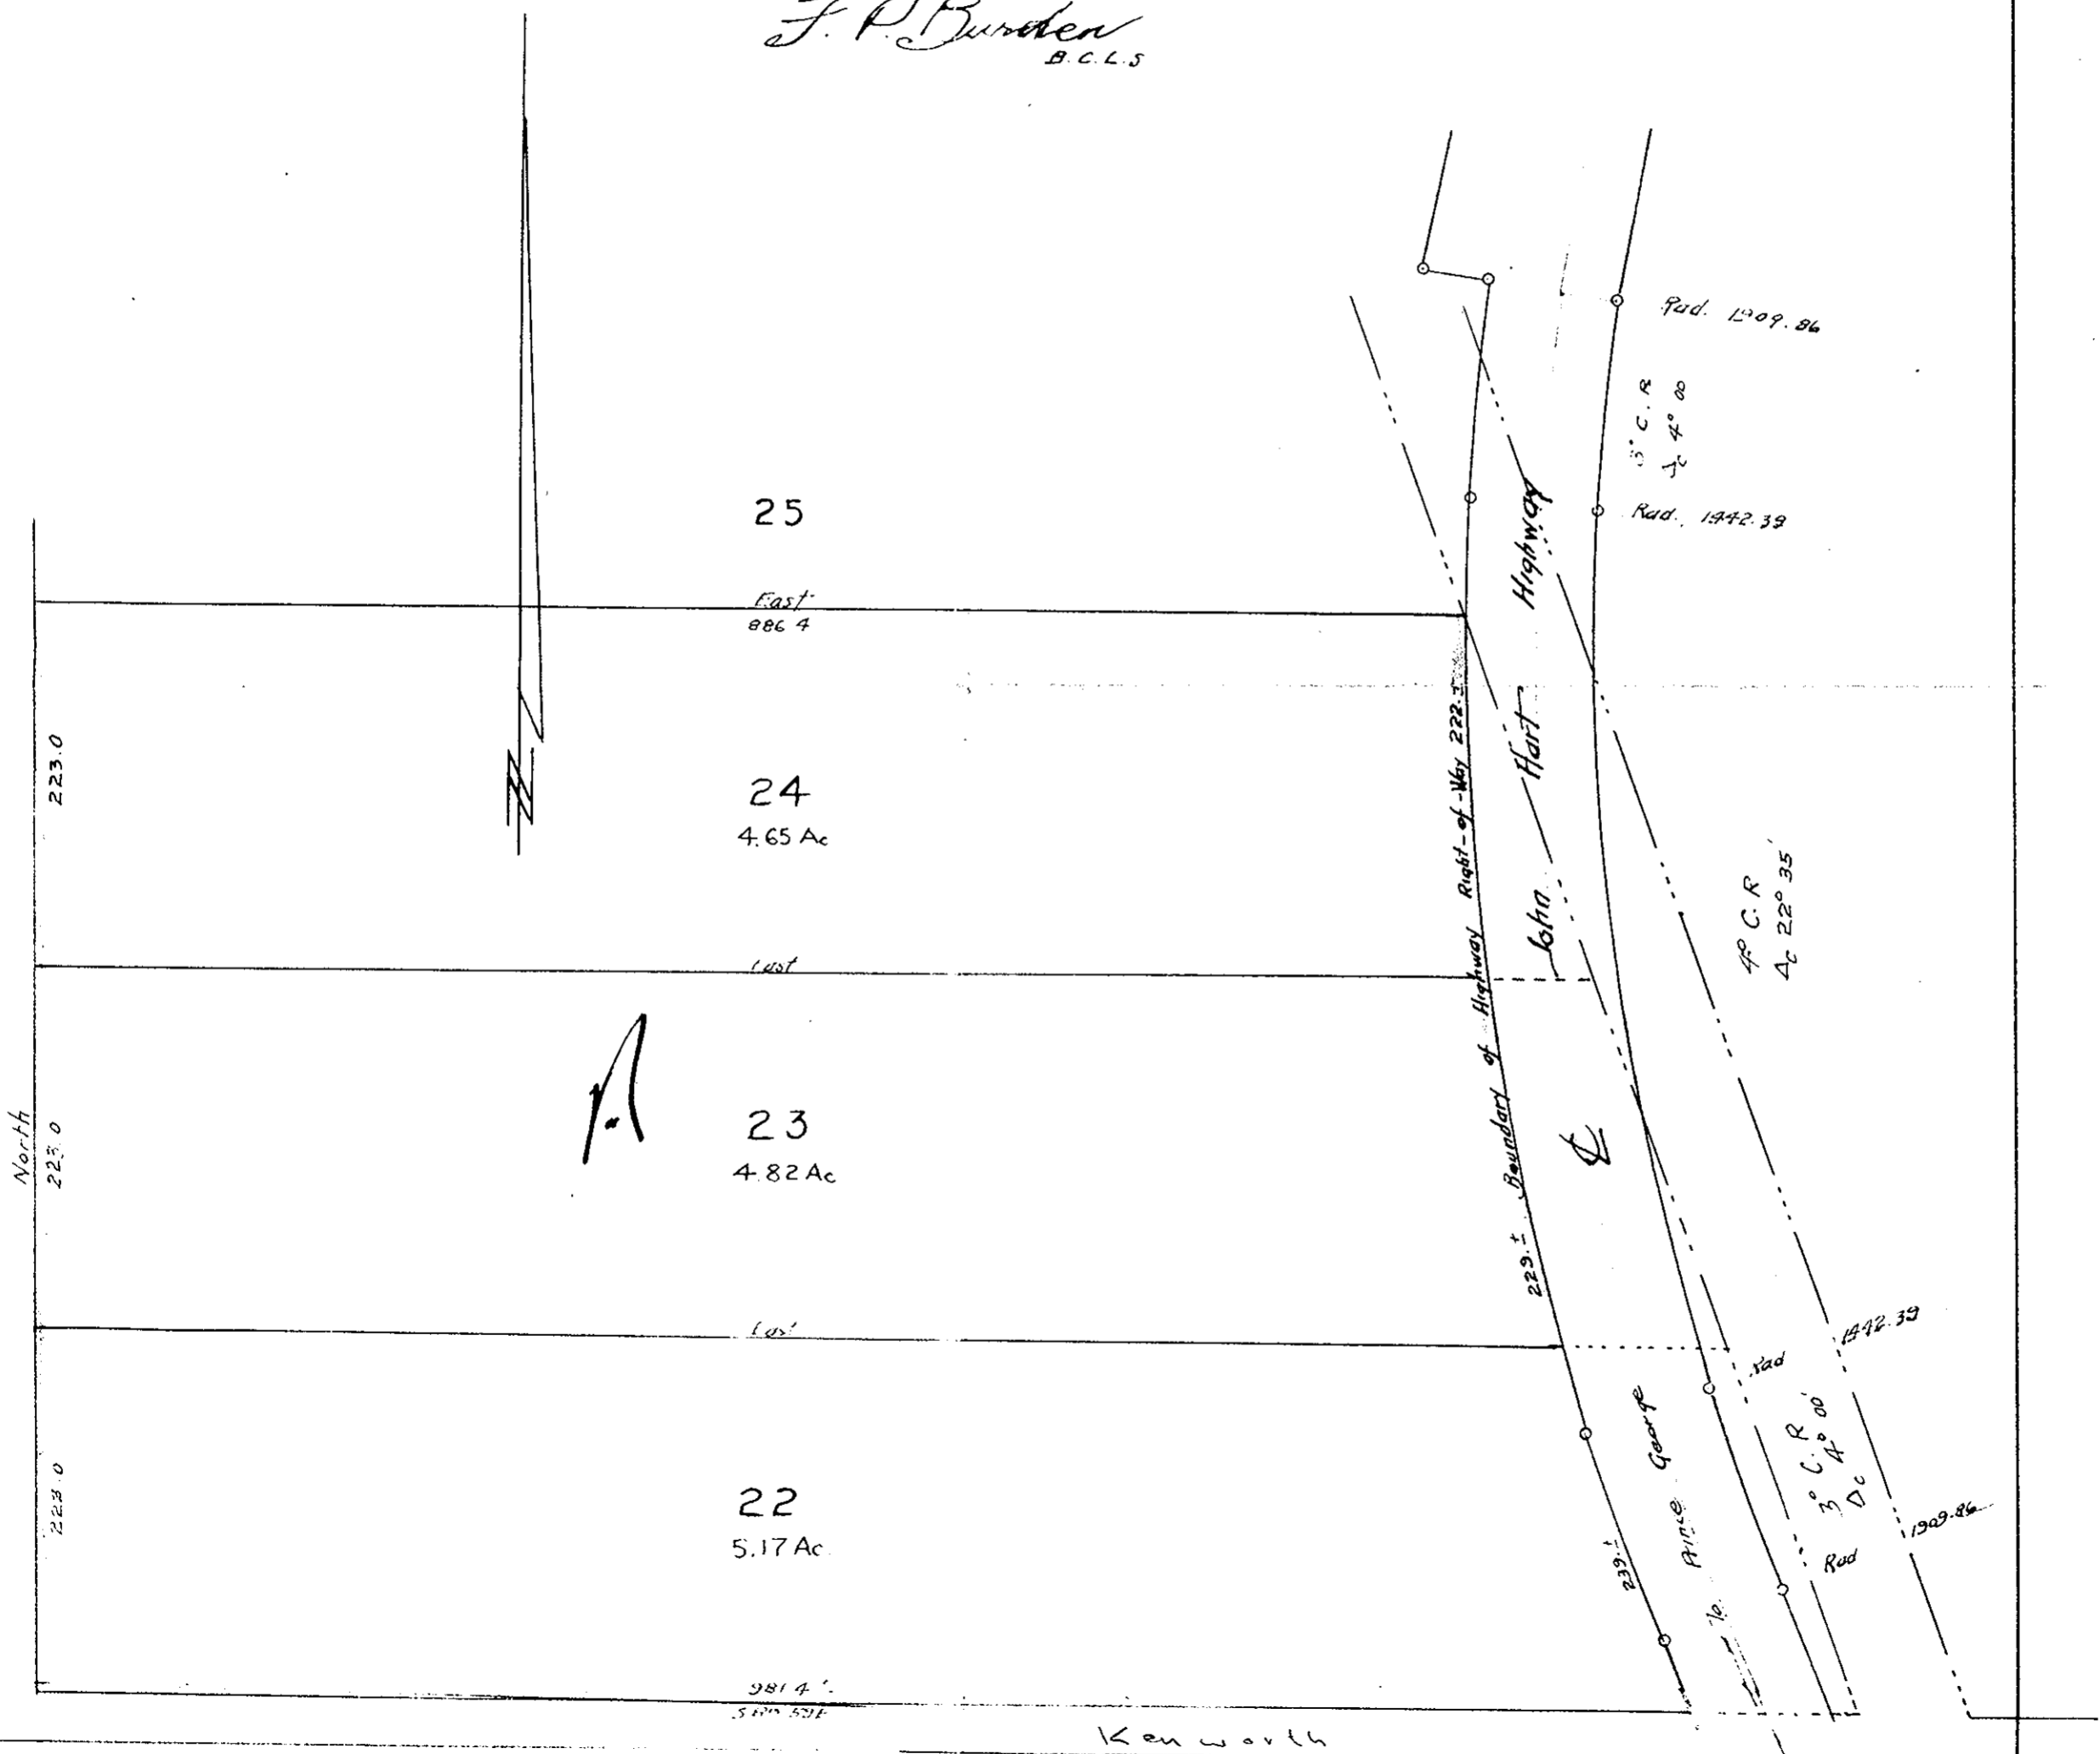 F. P. Burden
B.C.L.S
Rad. 1909.86
3° C. R
Δc 4° 00
Rad. 1442.39
25
East
886.4
223.0
24
4.65 Ac
East
4° C. R
Δc 22° 35'
John Hart Highway
Boundary of Highway Right-of-Way 222.±
North
223.0
23
4.82 Ac
229.±
East
1442.39
Rad
3° C. R
Δc 4° 00'
1909.86
Rad
223.0
22
5.17 Ac.
239.±
To Prince George
981.4'
Kenworth